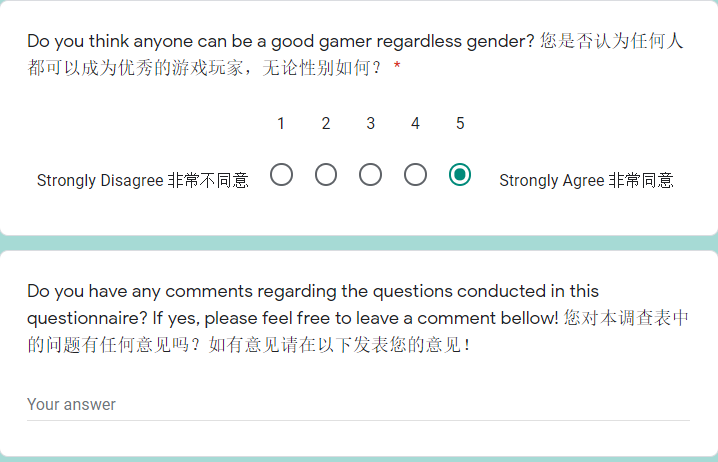 Do you think anyone can be a good gamer regardless gender? 您是否认为任何人
都可以成为优秀的游戏玩家，无论性别如何？ *
1 2 3 4 5
Strongly Disagree 非常不同意 Strongly Agree 非常同意
Do you have any comments regarding the questions conducted in this
questionnaire? If yes, please feel free to leave a comment bellow! 您对本调查表中
的问题有任何意见吗？如有意见请在以下发表您的意见！
Your answer